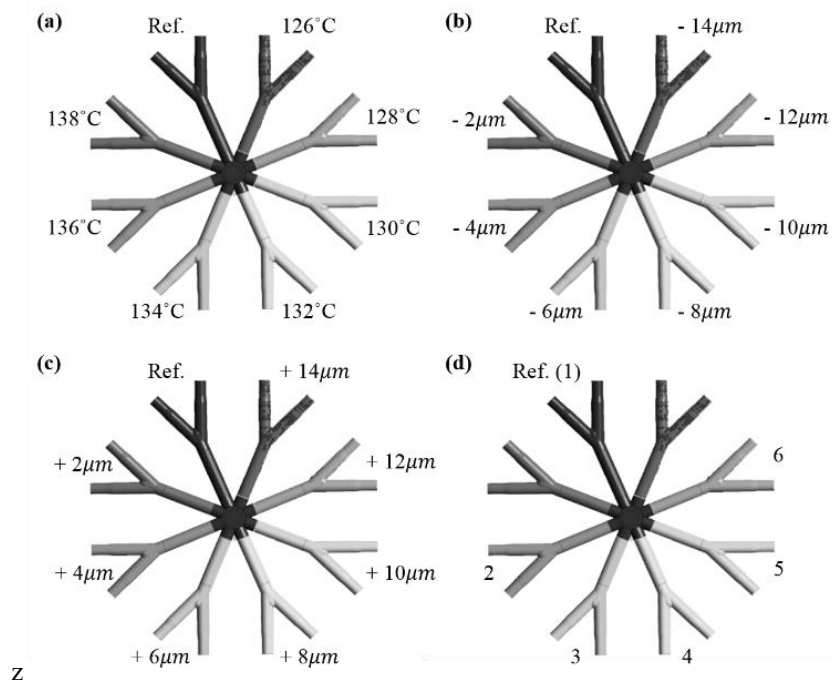 (a)
Ref.
126˚C
138˚C
128˚C
136˚C
130˚C
134˚C
132˚C
(b)
Ref.
- 14μm
- 2μm
- 12μm
- 4μm
- 10μm
- 6μm
- 8μm
(c)
Ref.
+ 14μm
+ 2μm
+ 12μm
+ 4μm
+ 10μm
+ 6μm
+ 8μm
(d)
Ref. (1)
6
2
5
3
4
z